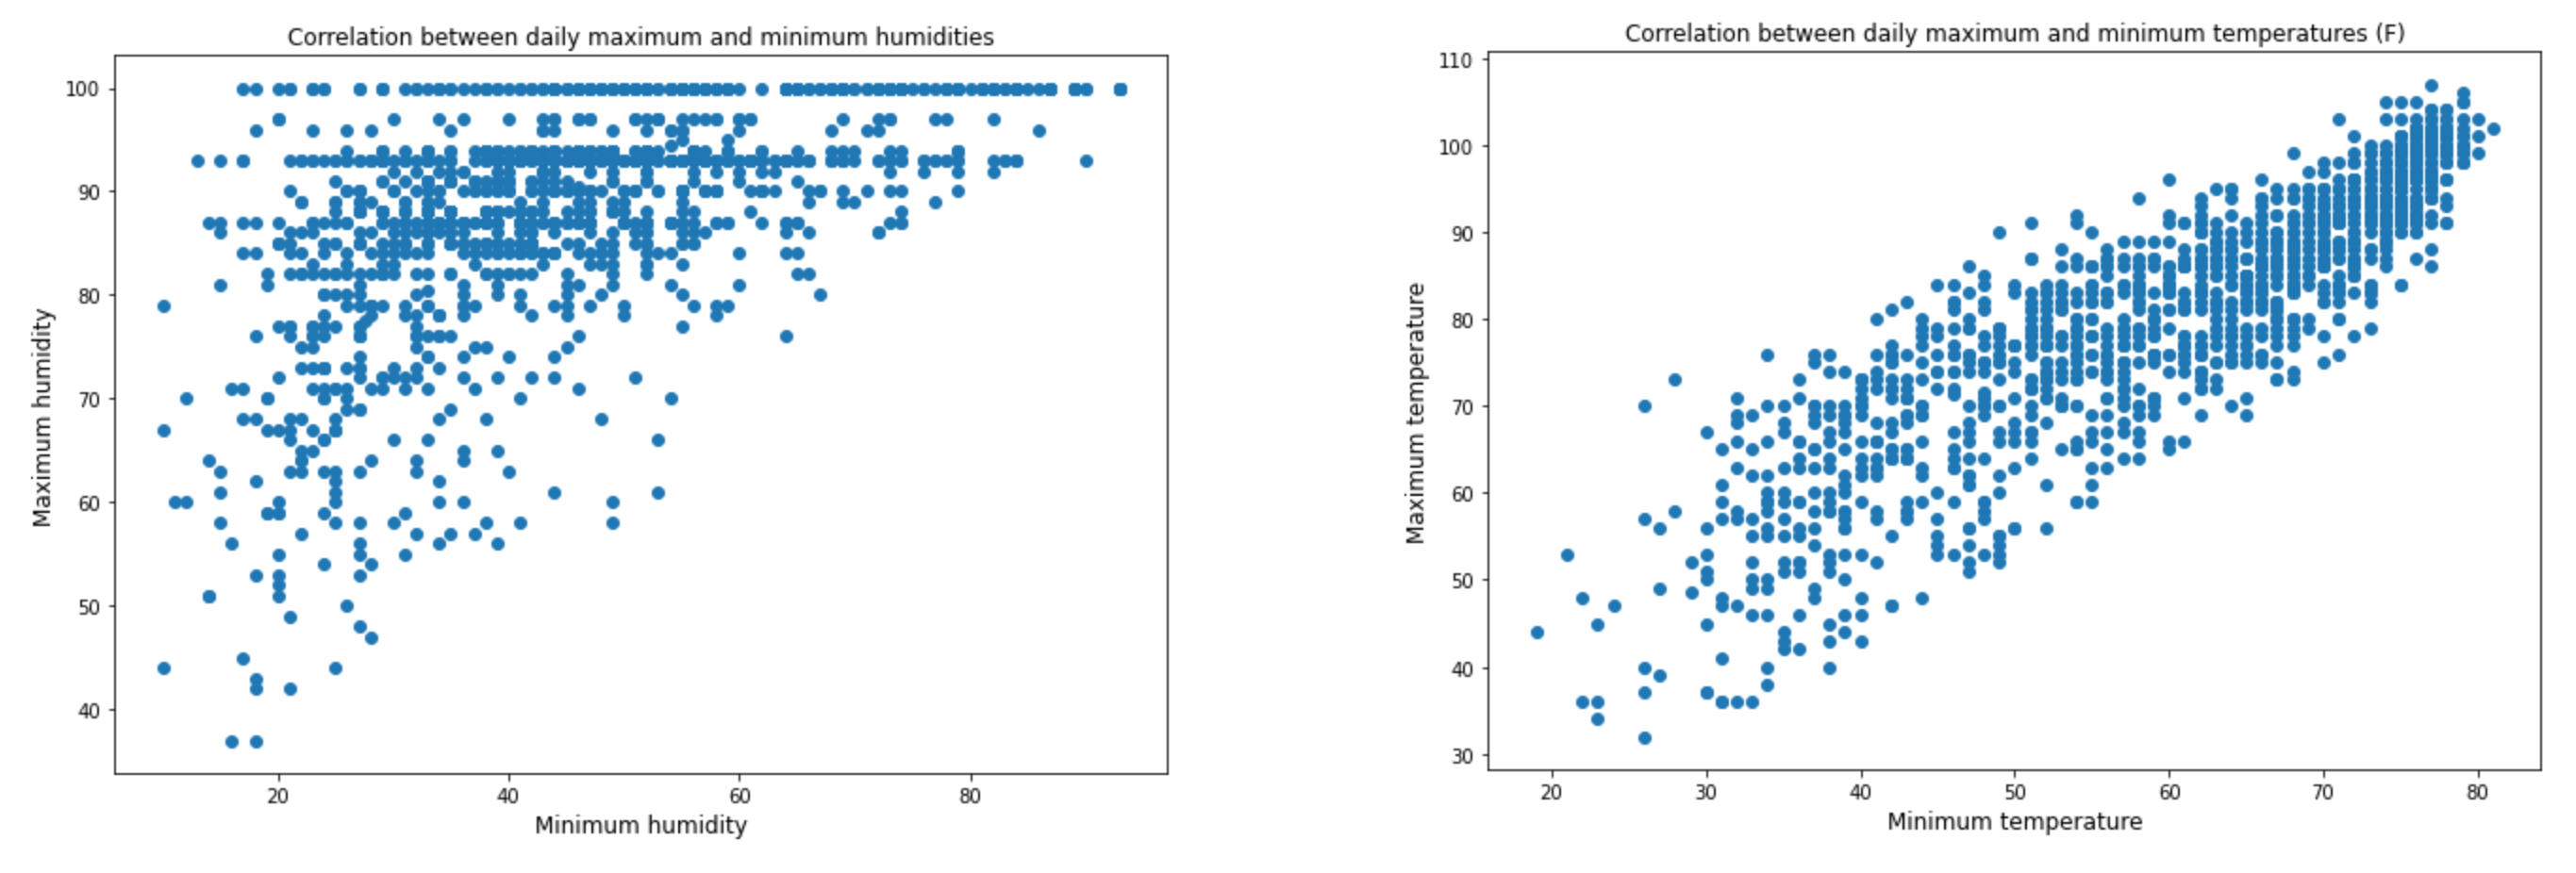 Correlation between daily maximum and minimum humidities
100
90
80
70
60
50
40
Maximum humidity
20 40 60 80
Minimum humidity
Correlation between daily maximum and minimum temperatures (F)
110
100
90
80
70
60
50
40
30
Maximum temperature
20 30 40 50 60 70 80
Minimum temperature